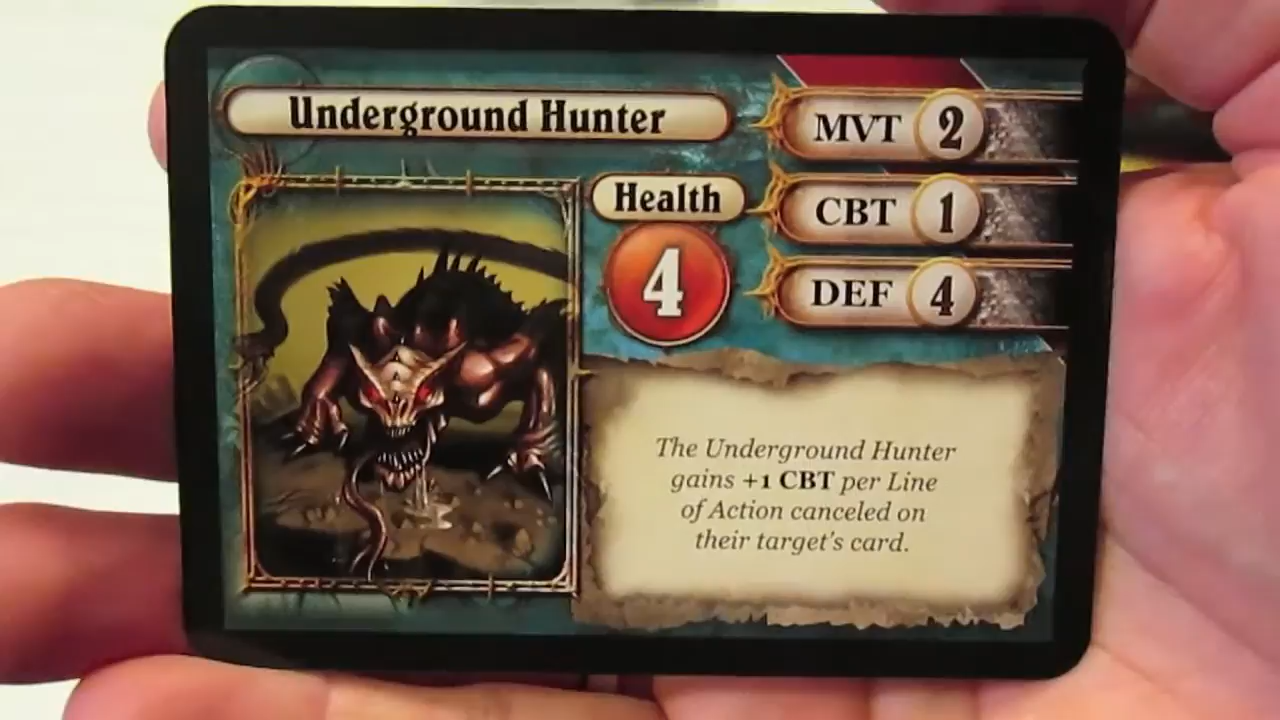 Underground Hunter
MVT 2
Health
CBT 1
4
DEF 4
The Underground Hunter
gains +1 CBT per Line
of Action canceled on
their target's card.